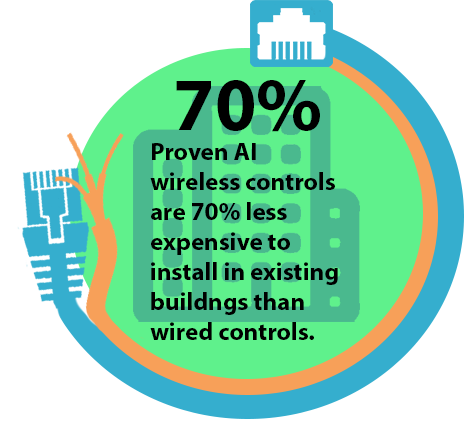 70%
Proven AI
wireless controls
are 70% less
expensive to
install in existing
buildngs than
wired controls.